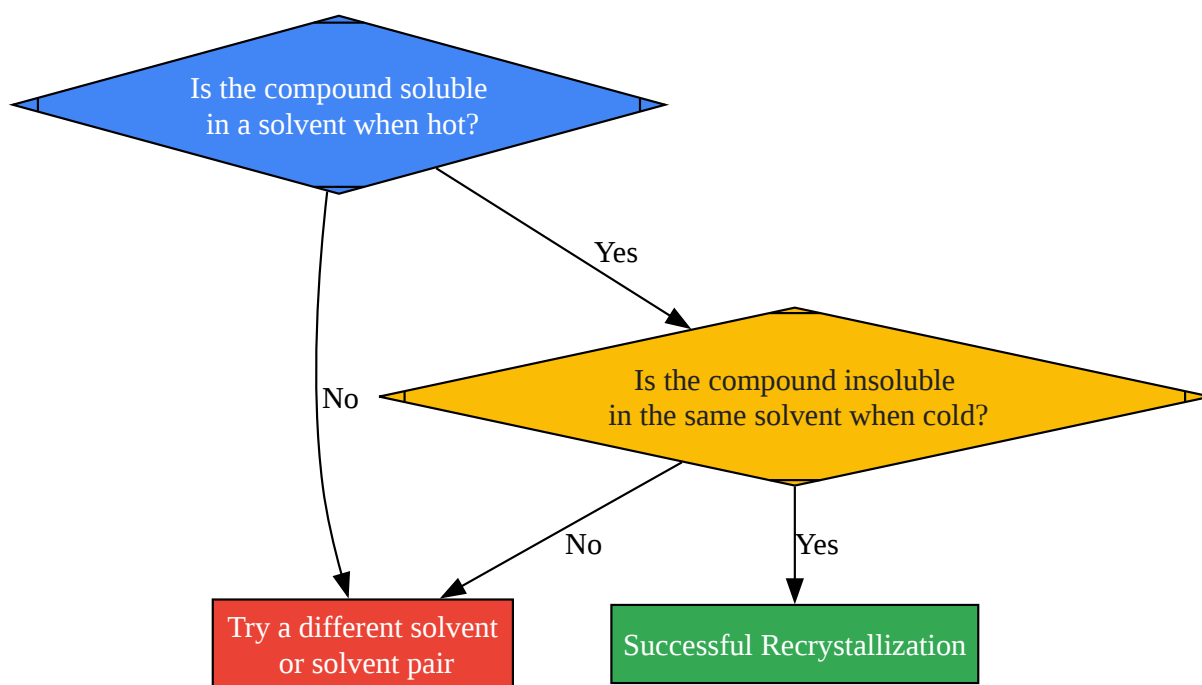 Is the compound soluble
in a solvent when hot?
Yes
Is the compound insoluble
in the same solvent when cold?
No
No
Yes
Try a different solvent
or solvent pair
Successful Recrystallization